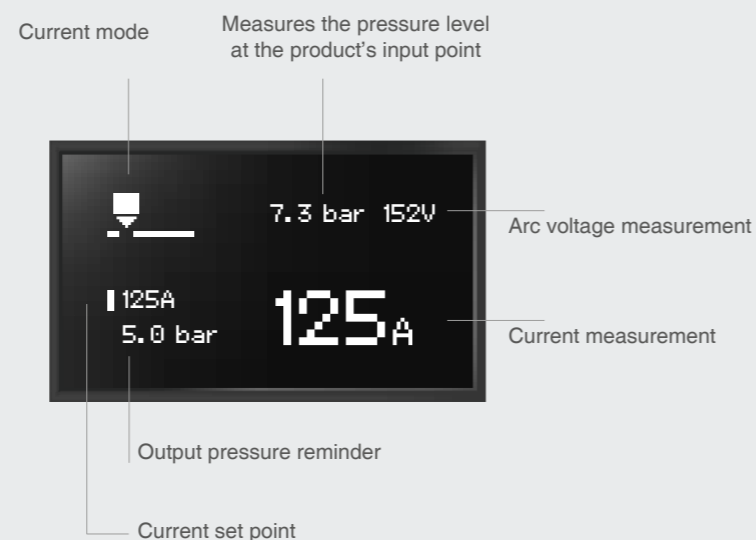 Current mode
Measures the pressure level
at the product’s input point
7.3 bar 152V
Arc voltage measurement
125A
5.0 bar
125A
Current measurement
Output pressure reminder
Current set point